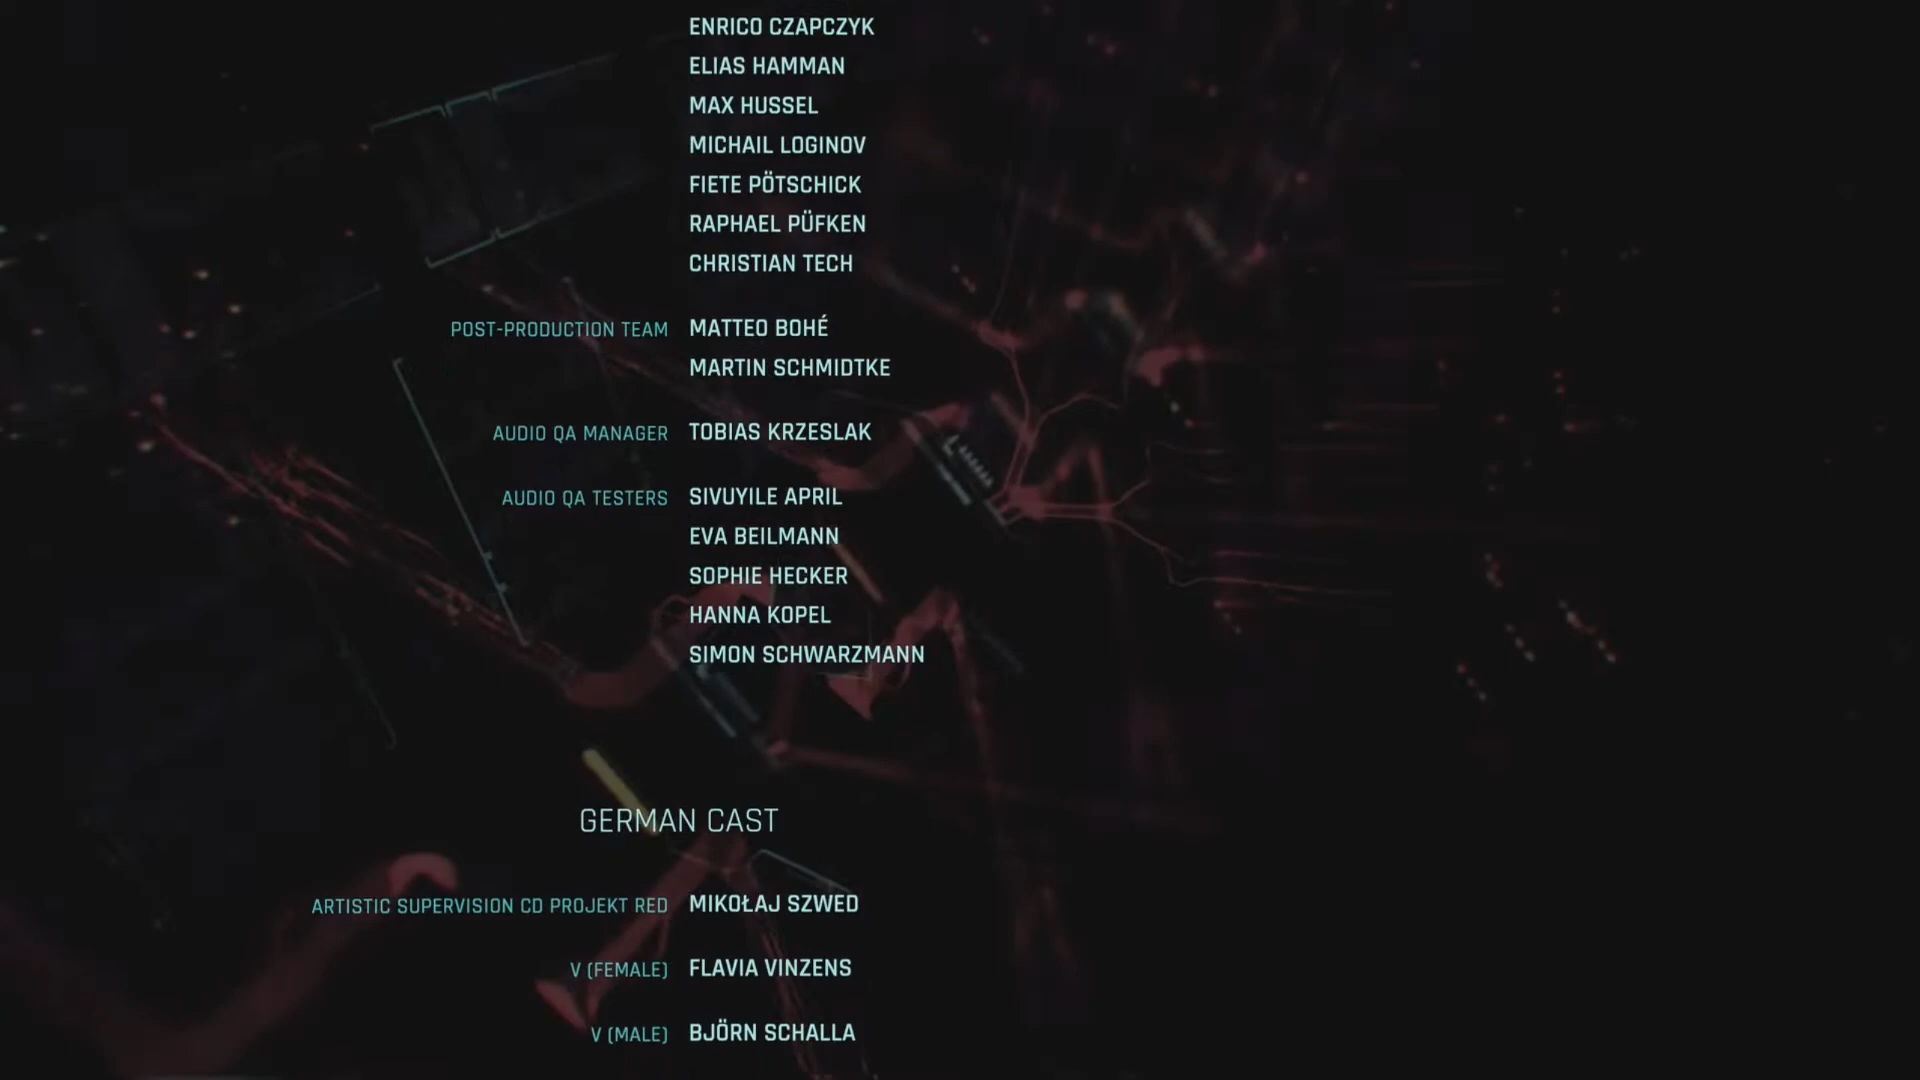 ENRICO CZAPCZYK
ELIAS HAMMAN
MAX HUSSEL
MICHAIL LOGINOV
FIETE PÖTSCHICK
RAPHAEL PÜFKEN
CHRISTIAN TECH
POST-PRODUCTION TEAM MATTEO BOHÉ
MARTIN SCHMIDTKE
AUDIO QA MANAGER TOBIAS KRZESLAK
AUDIO QA TESTERS SIVUYILE APRIL
EVA BEILMANN
SOPHIE HECKER
HANNA KOPEL
SIMON SCHWARZMANN
GERMAN CAST
ARTISTIC SUPERVISION CD PROJEKT RED MIKOŁAJ SZWED
V (FEMALE) FLAVIA VINZENS
V (MALE) BJÖRN SCHALLA